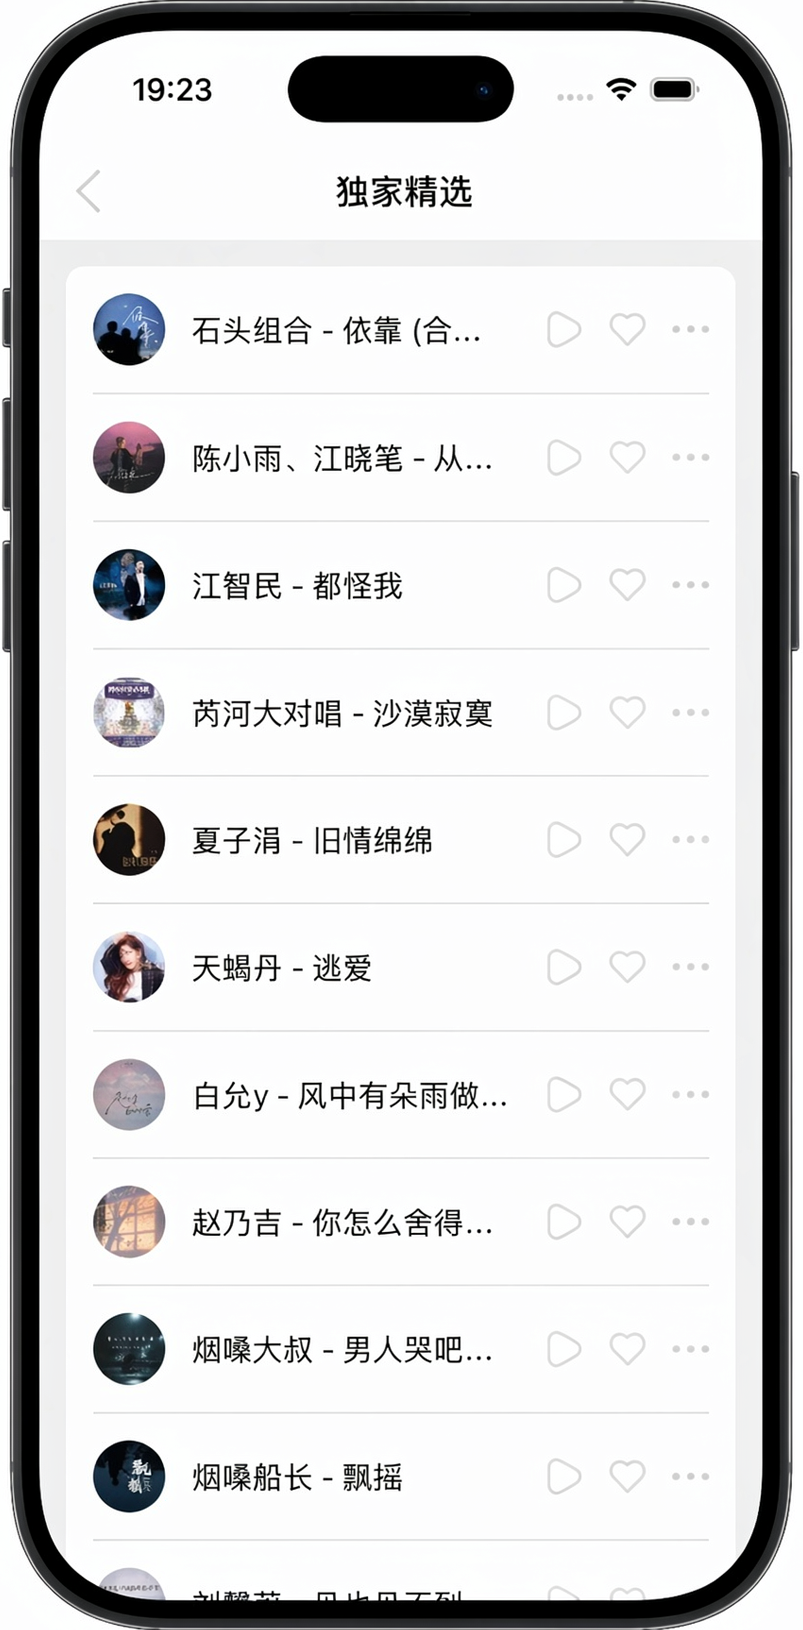 19:23
独家精选
石头组合 - 依靠 (合...
陈小雨、江晓笔 - 从...
江智民 - 都怪我
芮河大对唱 - 沙漠寂寞
夏子涓 - 旧情绵绵
天蝎丹 - 逃爱
白允y - 风中有朵雨做...
赵乃吉 - 你怎么舍得...
烟嗓大叔 - 男人哭吧...
烟嗓船长 - 飘摇